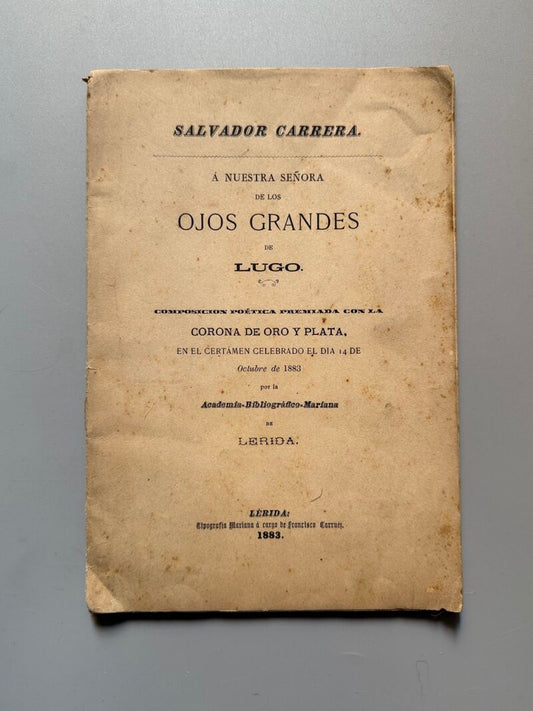 SALVADOR CARRERA.
Á NUESTRA SEÑORA
DE LOS
OJOS GRANDES
DE
LUGO.
COMPOSICION POÉTICA PREMIADA CON LA
CORONA DE ORO Y PLATA,
EN EL CERTÁMEN CELEBRADO EL DIA 14 DE
Octubre de 1883
por la
Academia-Bibliográfico-Mariana
DE
LERIDA.
LÉRIDA:
Tipografía Mariana á cargo de Francisco Carruez.
1883.